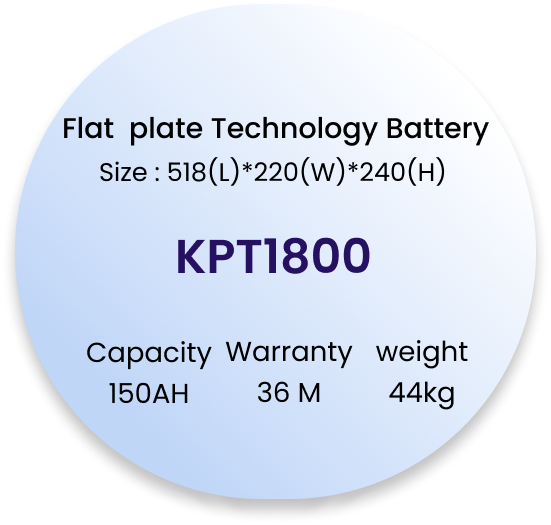 Flat plate Technology Battery
Size : 518(L)*220(W)*240(H)
KPT1800
Capacity Warranty weight
150AH 36 M 44kg